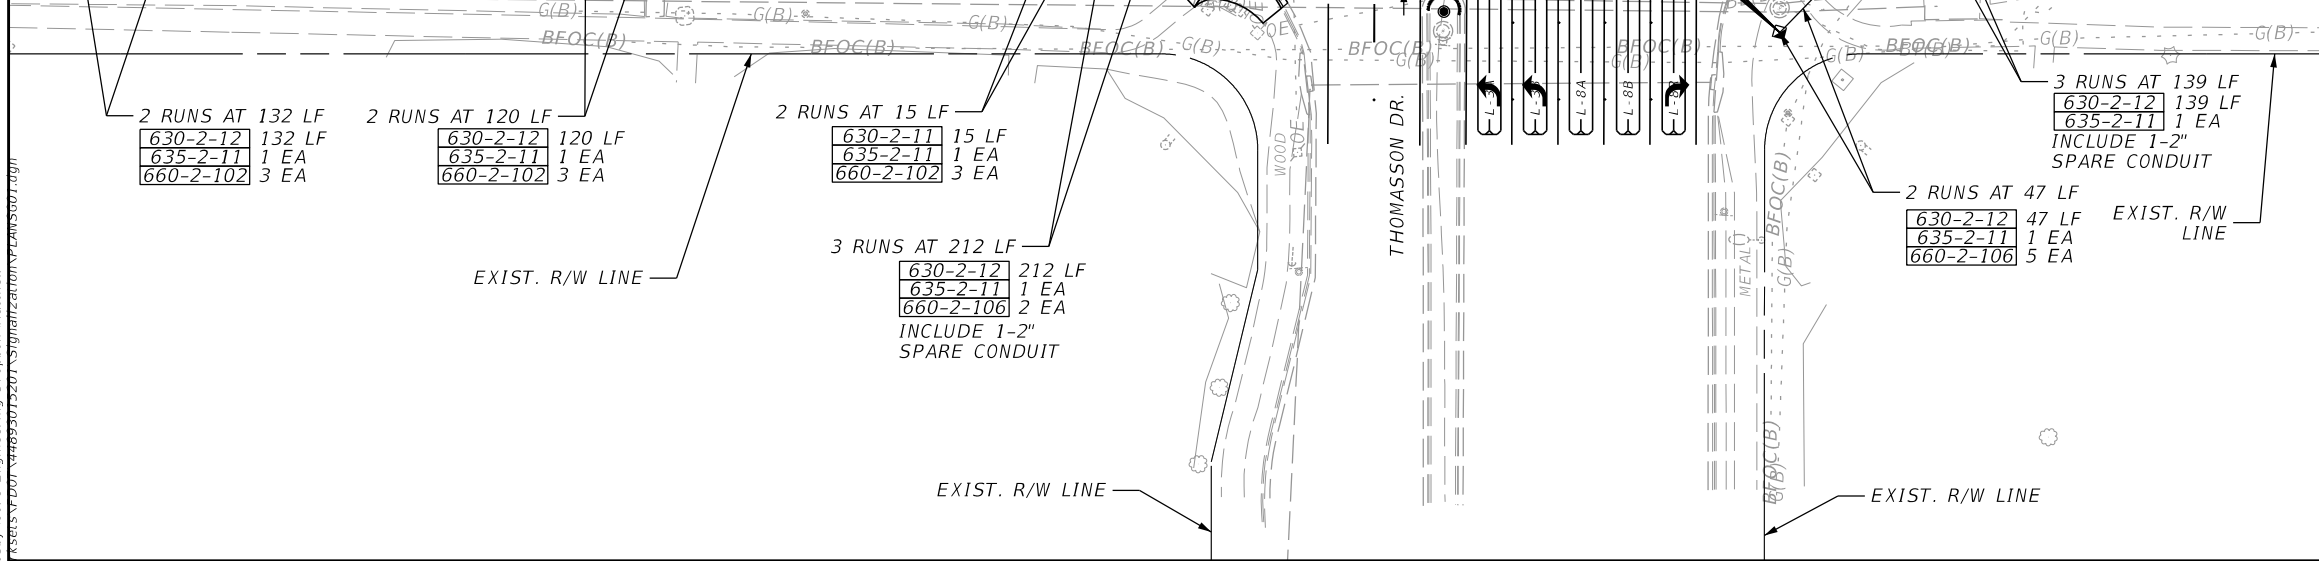 G(B)
G(B)
G(B)
BFOC(B)
BFOC(B)
BFOC(B)
G(B)
OE
BFOC(B)
G(B)
BFOC(B)
G(B)
G(B)
BFOC(B)
G(B)
G(B)
2 RUNS AT 132 LF
630-2-12 132 LF
635-2-11 1 EA
660-2-102 3 EA
2 RUNS AT 120 LF
630-2-12 120 LF
635-2-11 1 EA
660-2-102 3 EA
2 RUNS AT 15 LF
630-2-11 15 LF
635-2-11 1 EA
660-2-102 3 EA
3 RUNS AT 212 LF
630-2-12 212 LF
635-2-11 1 EA
660-2-106 2 EA
INCLUDE 1-2"
SPARE CONDUIT
EXIST. R/W LINE
EXIST. R/W LINE
WOOD
OE
THOMASSON DR.
L-8A
L-8B
METAL
BFOC(B)
G(B)
BFOC(B)
G(B)
3 RUNS AT 139 LF
630-2-12 139 LF
635-2-11 1 EA
INCLUDE 1-2"
SPARE CONDUIT
2 RUNS AT 47 LF
630-2-12 47 LF
635-2-11 1 EA
660-2-106 5 EA
EXIST. R/W
LINE
EXIST. R/W LINE